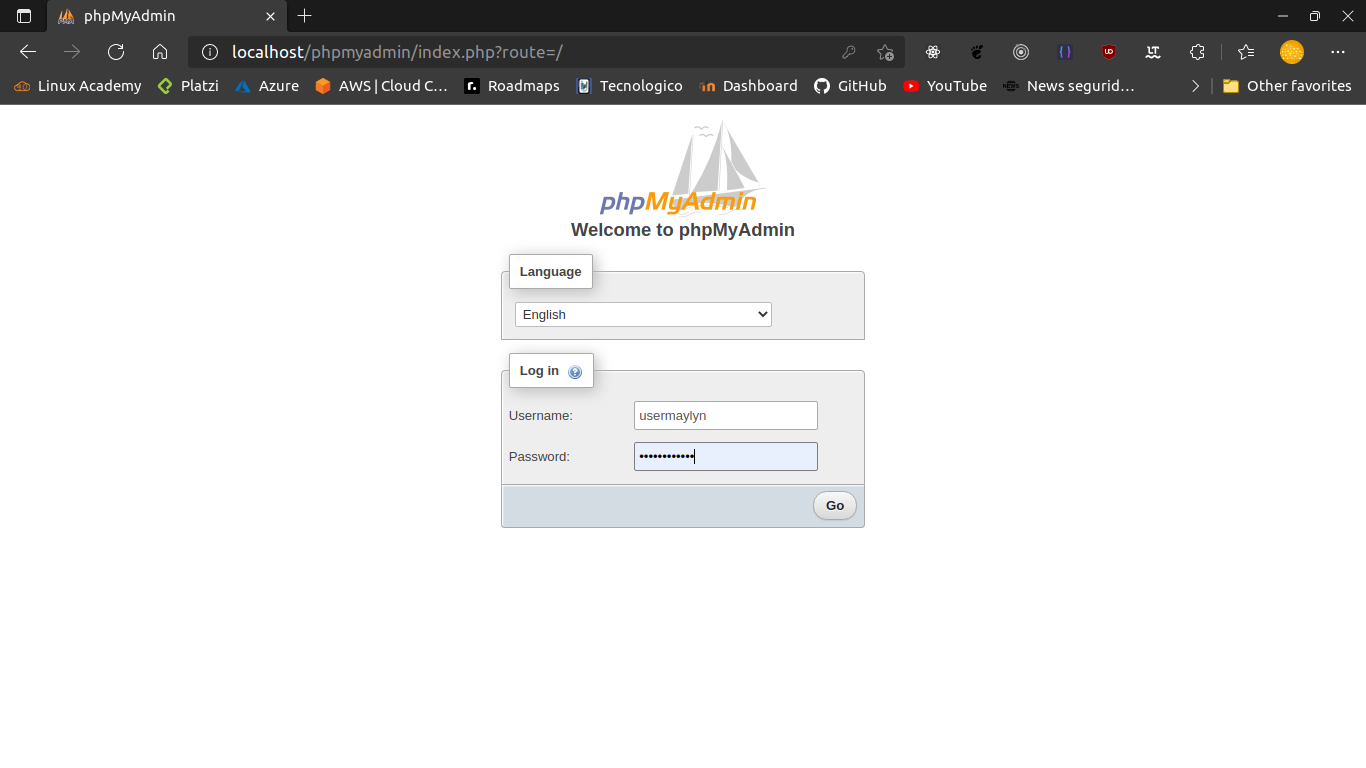 phpMyAdmin
localhost/phpmyadmin/index.php?route=/
Linux Academy Platzi Azure AWS | Cloud C... Roadmaps Tecnologico Dashboard GitHub YouTube NEWS News segurid... Other favorites
phpMyAdmin
Welcome to phpMyAdmin
Language
English
Log in
Username: usermaylyn
Password: ••••••••••••
Go